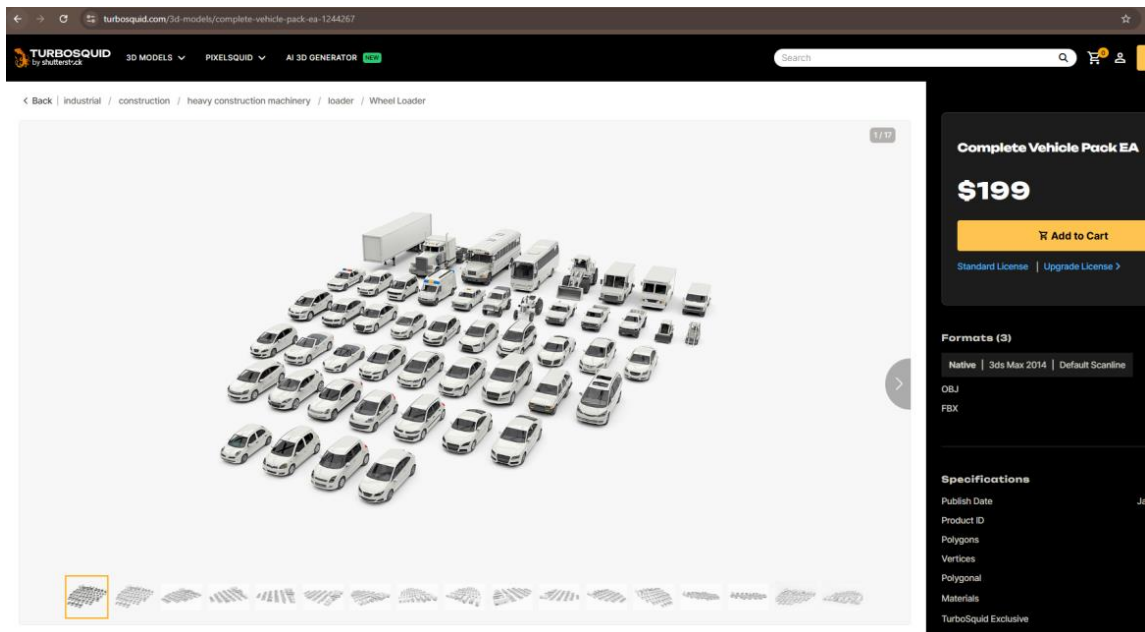 turbosquid.com/3d-models/complete-vehicle-pack-ea-1244267
TURBOSQUID
by shutterstock
3D MODELS
PIXELSQUID
AI 3D GENERATOR NEW
Search
0
< Back | industrial / construction / heavy construction machinery / loader / Wheel Loader
1 / 17
Complete Vehicle Pack EA
$199
Add to Cart
Standard License | Upgrade License >
Formats (3)
Native | 3ds Max 2014 | Default Scanline
OBJ
FBX
Specifications
Publish Date
Product ID
Polygons
Vertices
Polygonal
Materials
TurboSquid Exclusive